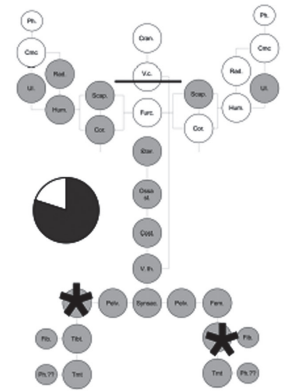 Ph.
Ph.
Cran.
Cmc
Cmc
Rad.
V.c.
Rad.
Ul.
Ul.
Scap.
Scap.
Hum.
Furc.
Hum.
Cor.
Cor.
Ster.
Cost.
V. th.
Pelv.
Synsac.
Pelv.
Fem.
Fib.
Tibt.
Fib.
Ph.??
Tmt
Tmt
Ph.??